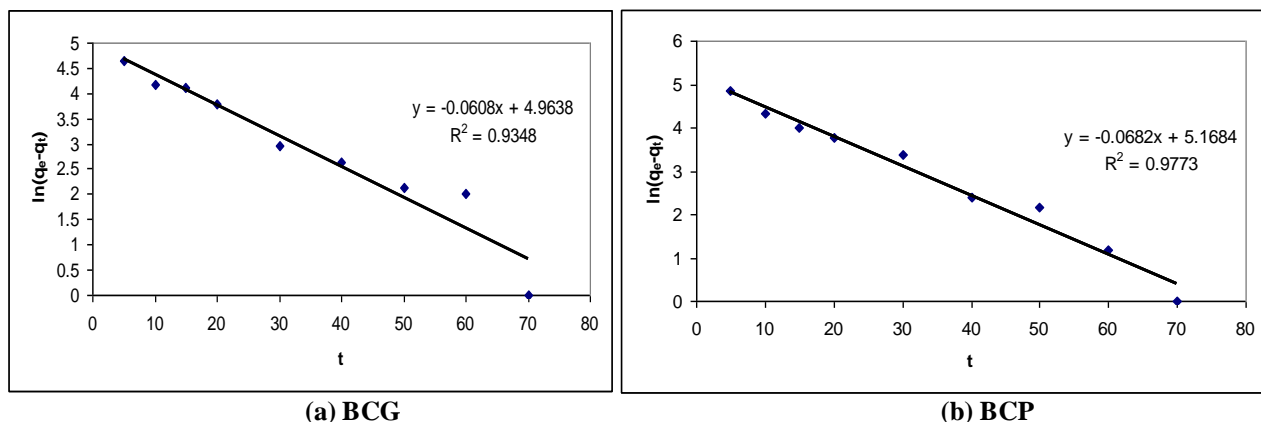 5
4.5
4
3.5
3
2.5
2
1.5
1
0.5
0
0 10 20 30 40 50 60 70 80
ln(qe-qt)
t
y = -0.0608x + 4.9638
R² = 0.9348
(a) BCG
6
5
4
3
2
1
0
0 10 20 30 40 50 60 70 80
ln(qe-qt)
t
y = -0.0682x + 5.1684
R² = 0.9773
(b) BCP